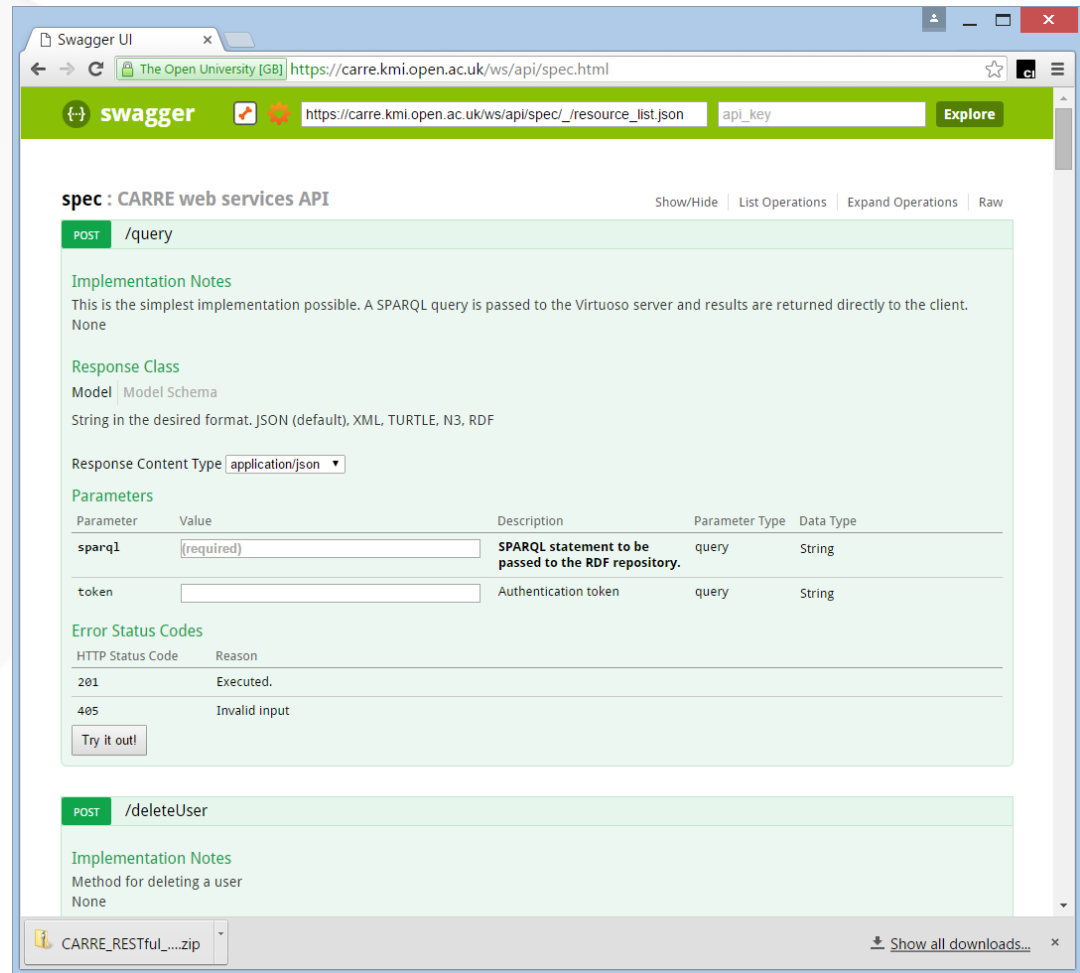 Swagger UI ×
The Open University [GB] https://carre.kmi.open.ac.uk/ws/api/spec.html
swagger https://carre.kmi.open.ac.uk/ws/api/spec/_/resource_list.json api_key Explore
spec : CARRE web services API Show/Hide List Operations Expand Operations Raw
POST /query
Implementation Notes
This is the simplest implementation possible. A SPARQL query is passed to the Virtuoso server and results are returned directly to the client.
None
Response Class
Model Model Schema
String in the desired format. JSON (default), XML, TURTLE, N3, RDF
Response Content Type application/json
Parameters
Parameter Value Description Parameter Type Data Type
sparql (required) SPARQL statement to be query String
passed to the RDF repository.
token Authentication token query String
Error Status Codes
HTTP Status Code Reason
201 Executed.
405 Invalid input
Try it out!
POST /deleteUser
Implementation Notes
Method for deleting a user
None
CARRE_RESTful_....zip Show all downloads... ×